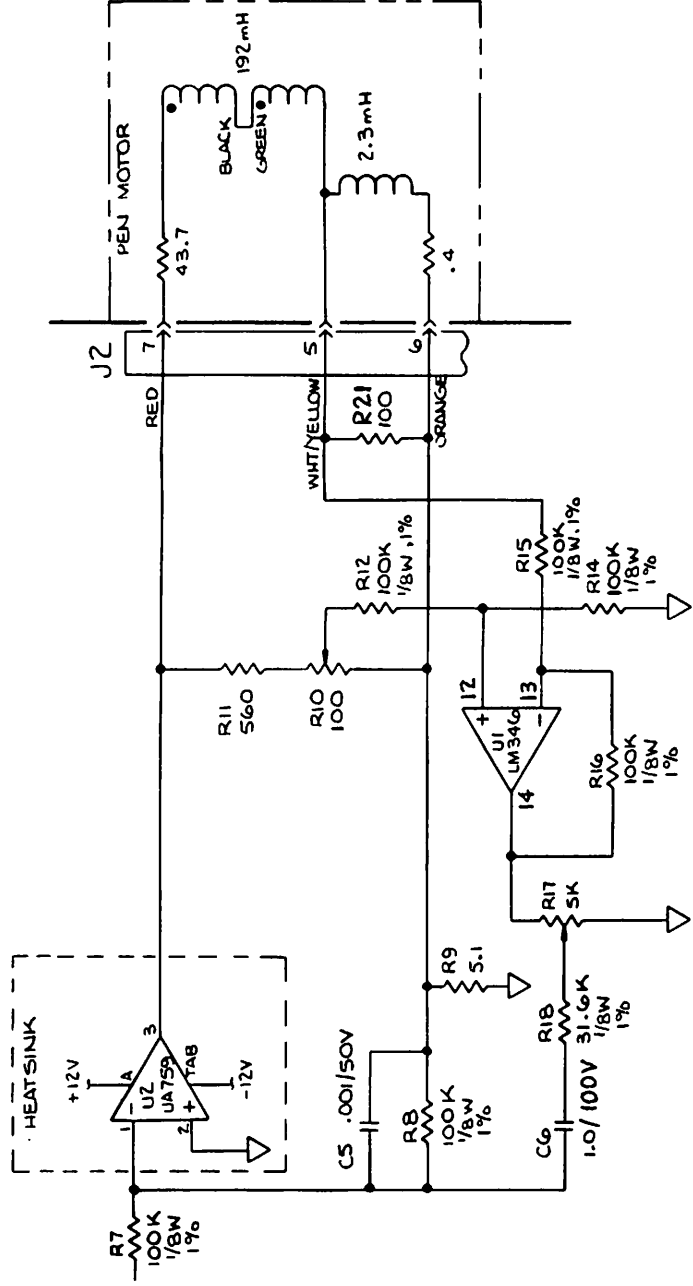 PEN MOTOR
BLACK
GREEN
192mH
2.3mH
43.7
.4
J2
7
5
6
RED
WHT/YELLOW
ORANGE
R21
100
R12
100K
1/8W,1%
R15
100K
1/8W,1%
R14
100K
1/8W
1%
R11
560
R10
100
12
13
+
-
U1
LM346
14
R16
100K
1/8W
1%
R17
5K
HEATSINK
+12V
A
-
U2
UA759
+
TAB
-12V
1
2
3
R9
5.1
R18
31.6K
1/8W
1%
C5 .001/50V
R8
100K
1/8W
1%
C6
1.0/100V
R7
100K
1/8W
1%